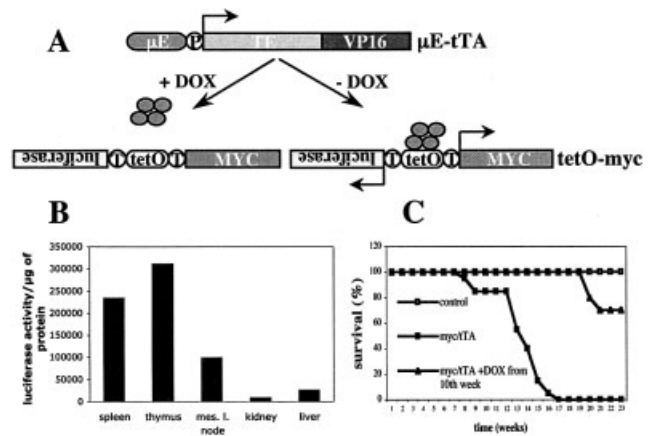 A
µE P TF VP16 µE-tTA
+ DOX - DOX
luciferase T tetO T MYC luciferase T tetO T MYC tetO-myc
B
luciferase activity/µg of protein
350000
300000
250000
200000
150000
100000
50000
0
spleen thymus mes. l. node kidney liver
C
survival (%)
120
100
80
60
40
20
0
control
myc/tTA
myc/tTA +DOX from 10th week
1 2 3 4 5 6 7 8 9 10 11 12 13 14 15 16 17 18 19 20 21 22 23
time (weeks)